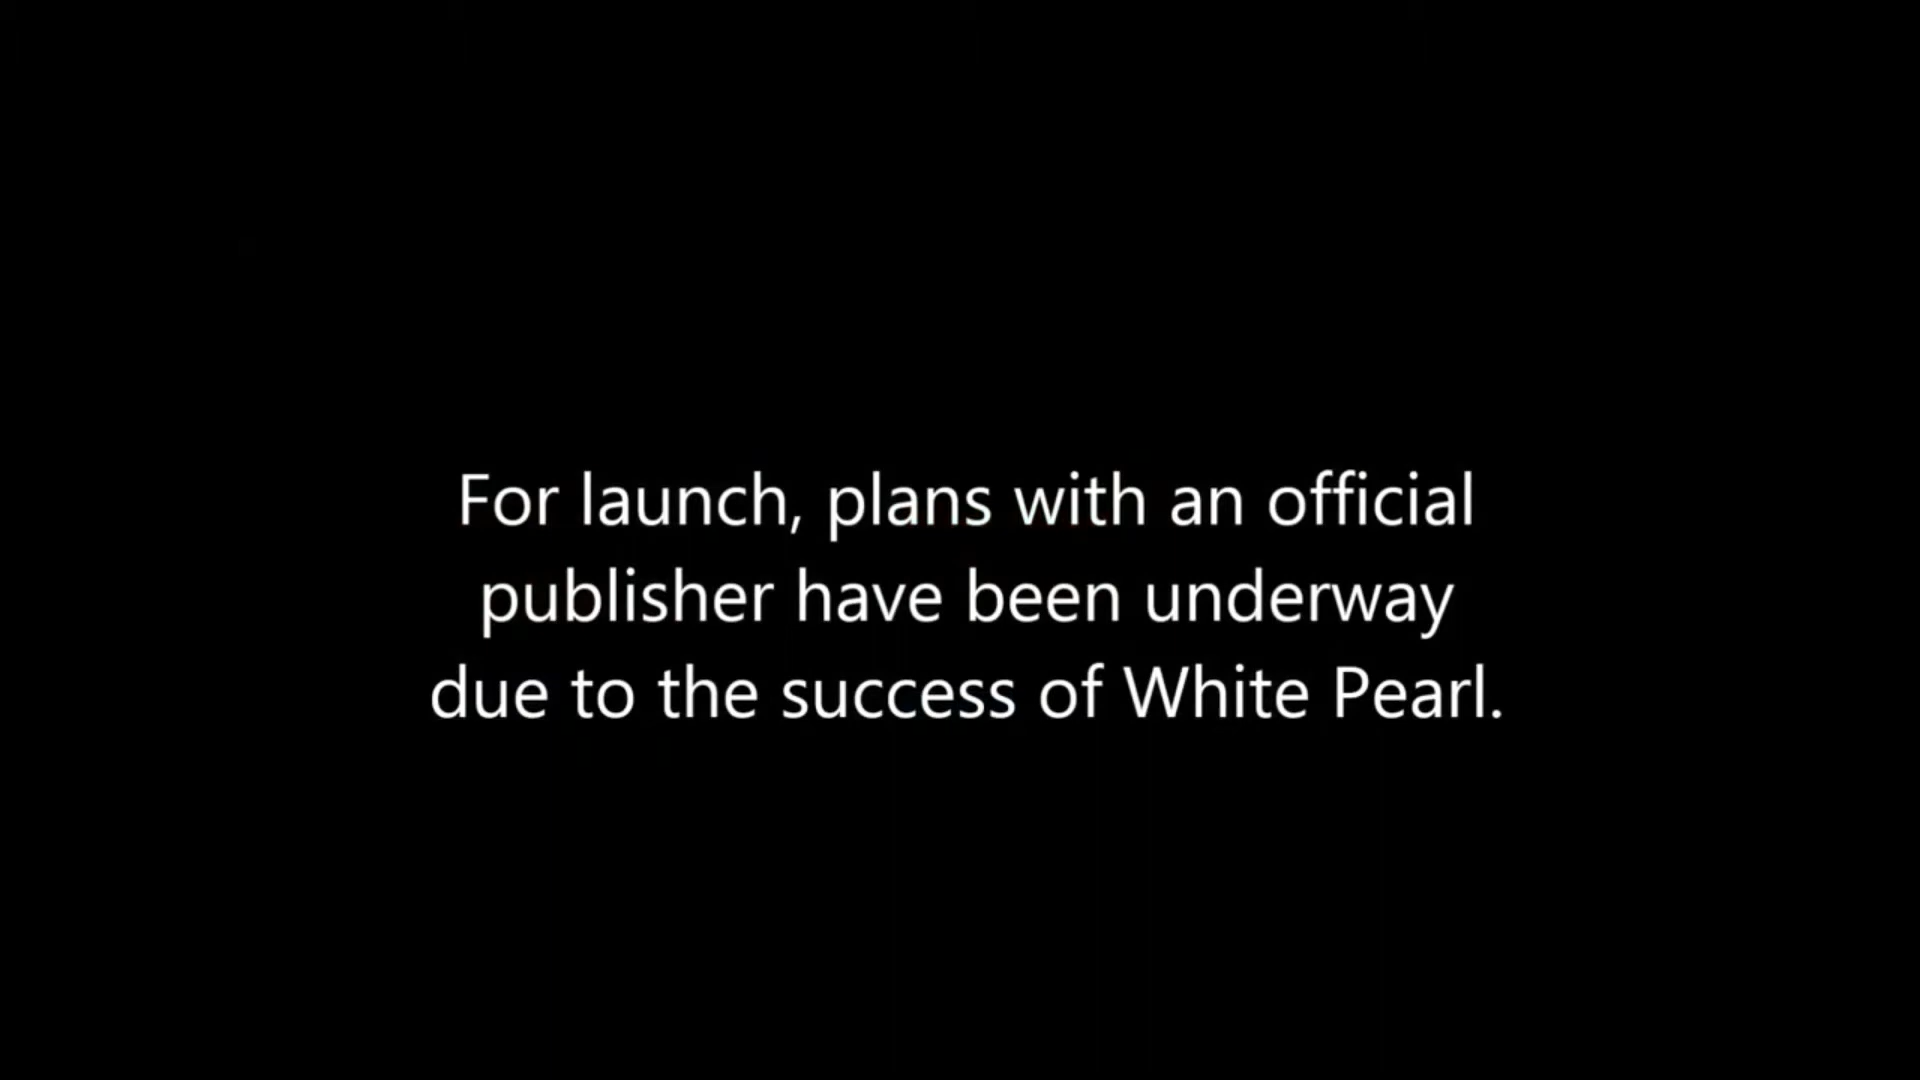 For launch, plans with an official
publisher have been underway
due to the success of White Pearl.